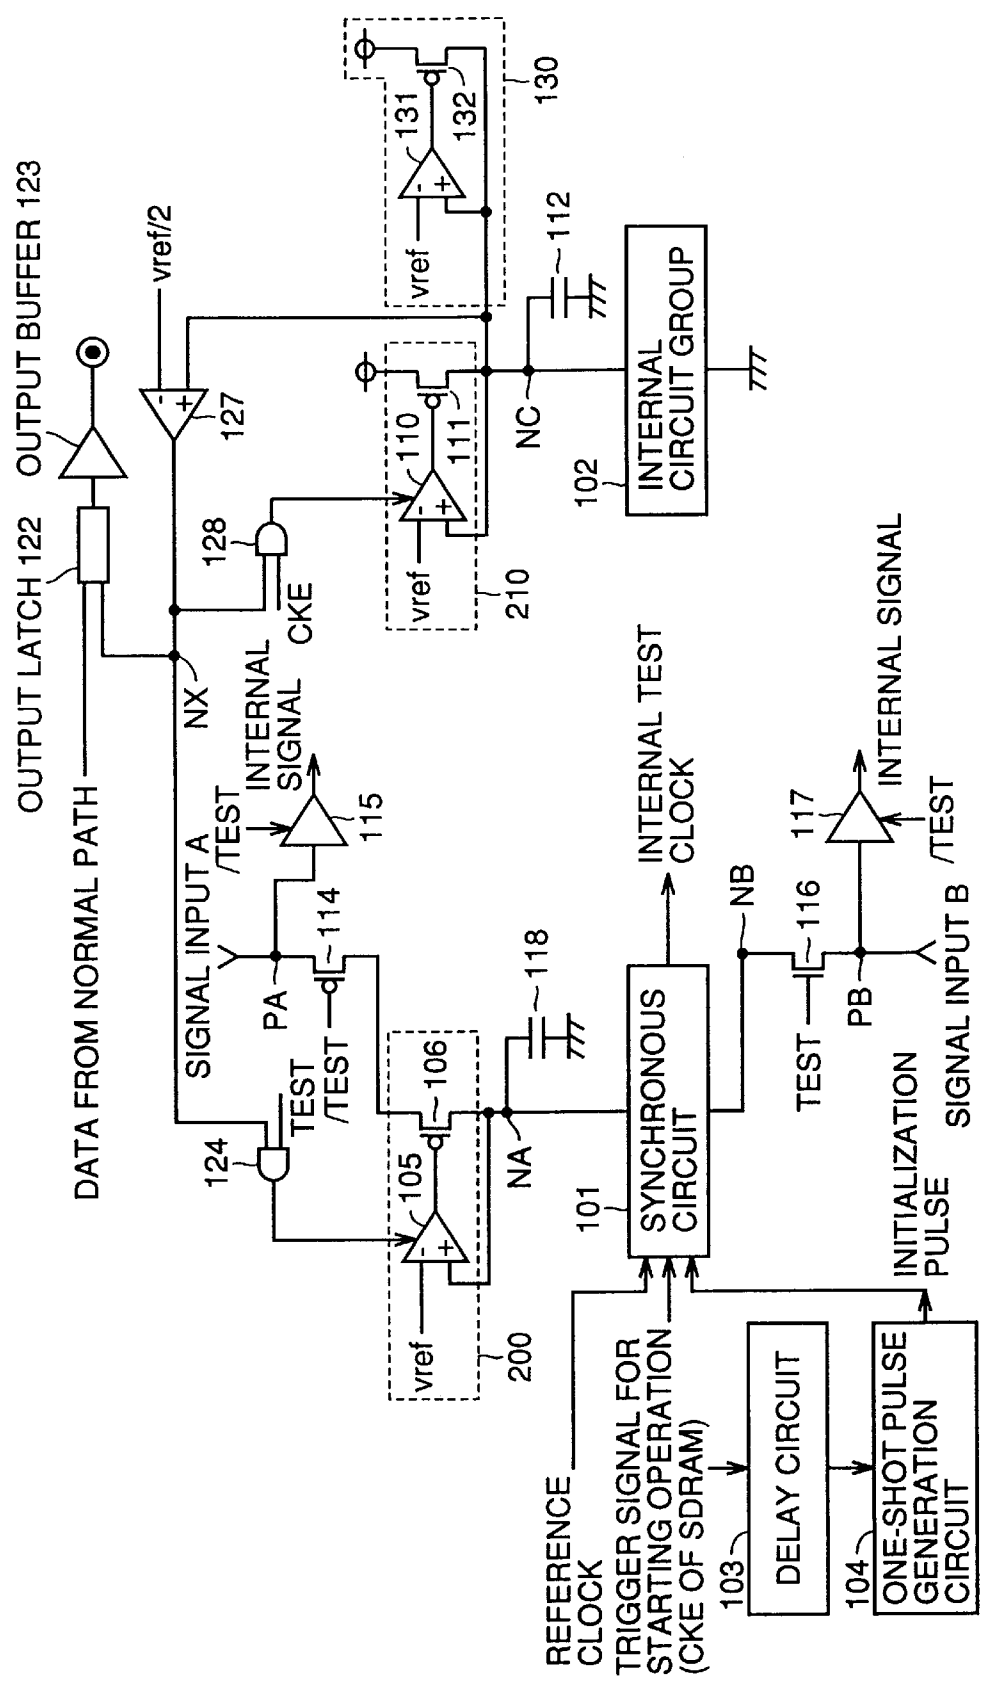 OUTPUT LATCH 122
OUTPUT BUFFER 123
DATA FROM NORMAL PATH
vref/2
-
+
127
NX
128
CKE
124
TEST
SIGNAL INPUT A
/TEST
INTERNAL
SIGNAL
115
PA
114
/TEST
vref
-
+
105
106
200
NA
118
vref
-
+
110
111
210
NC
112
vref
-
+
131
132
130
REFERENCE
CLOCK
TRIGGER SIGNAL FOR
STARTING OPERATION
(CKE OF SDRAM)
101
SYNCHRONOUS
CIRCUIT
INTERNAL TEST
CLOCK
102
INTERNAL
CIRCUIT GROUP
103
DELAY CIRCUIT
104
ONE-SHOT PULSE
GENERATION
CIRCUIT
INITIALIZATION
PULSE
NB
TEST
116
PB
SIGNAL INPUT B
117
/TEST
INTERNAL SIGNAL